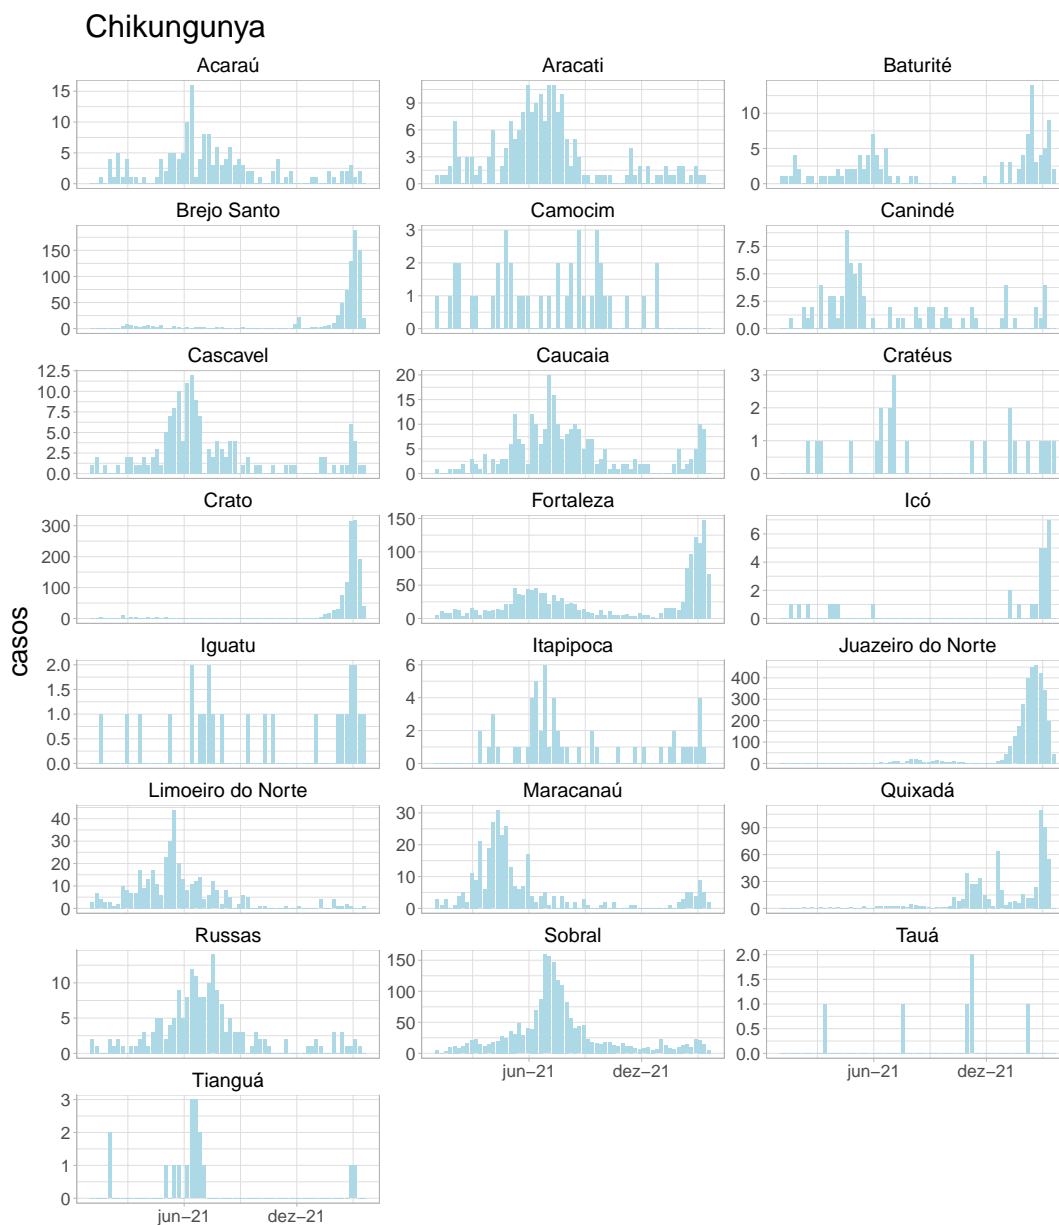 Chikungunya
Acaraú Aracati Baturité
15 10 5 0
9 6 3 0
10 5 0
Brejo Santo Camocim Canindé
150 100 50 0
3 2 1 0
7.5 5.0 2.5 0.0
Cascavel Caucaia Cratéus
12.5 10.0 7.5 5.0 2.5 0.0
20 15 10 5 0
3 2 1 0
Crato Fortaleza Icó
300 200 100 0
150 100 50 0
6 4 2 0
casos
Iguatu Itapipoca Juazeiro do Norte
2.0 1.5 1.0 0.5 0.0
6 4 2 0
400 300 200 100 0
Limoeiro do Norte Maracanaú Quixadá
40 30 20 10 0
30 20 10 0
90 60 30 0
Russas Sobral Tauá
10 5 0
150 100 50 0
2.0 1.5 1.0 0.5 0.0
jun−21 dez−21 jun−21 dez−21
Tianguá
3 2 1 0
jun−21 dez−21